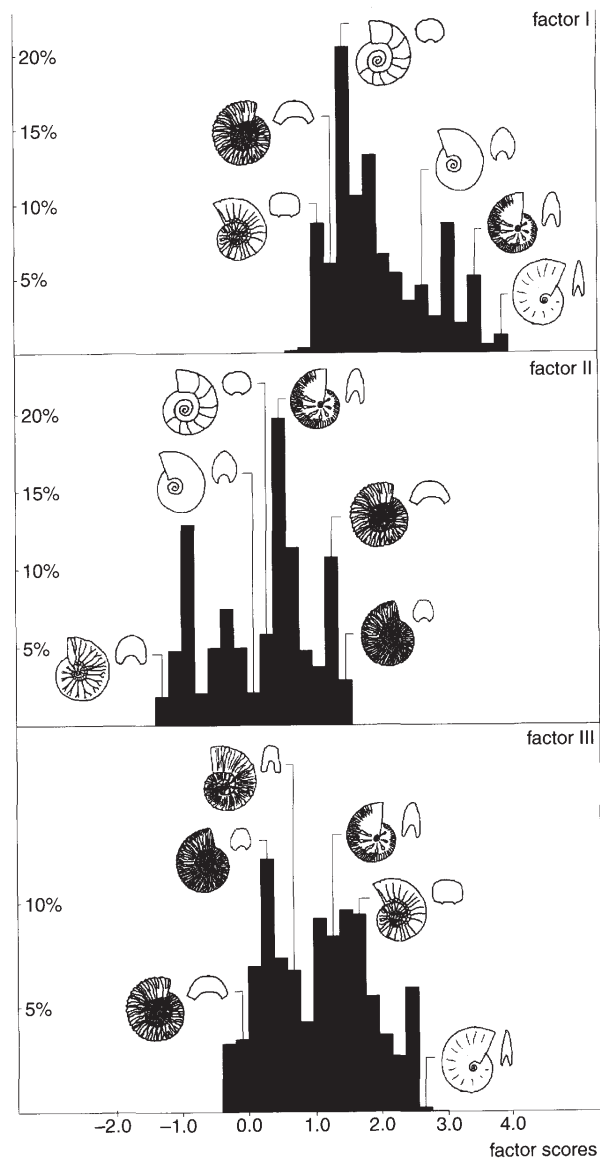 factor I
20%
15%
10%
5%
factor II
20%
15%
10%
5%
factor III
10%
5%
–2.0 –1.0 0.0 1.0 2.0 3.0 4.0
factor scores